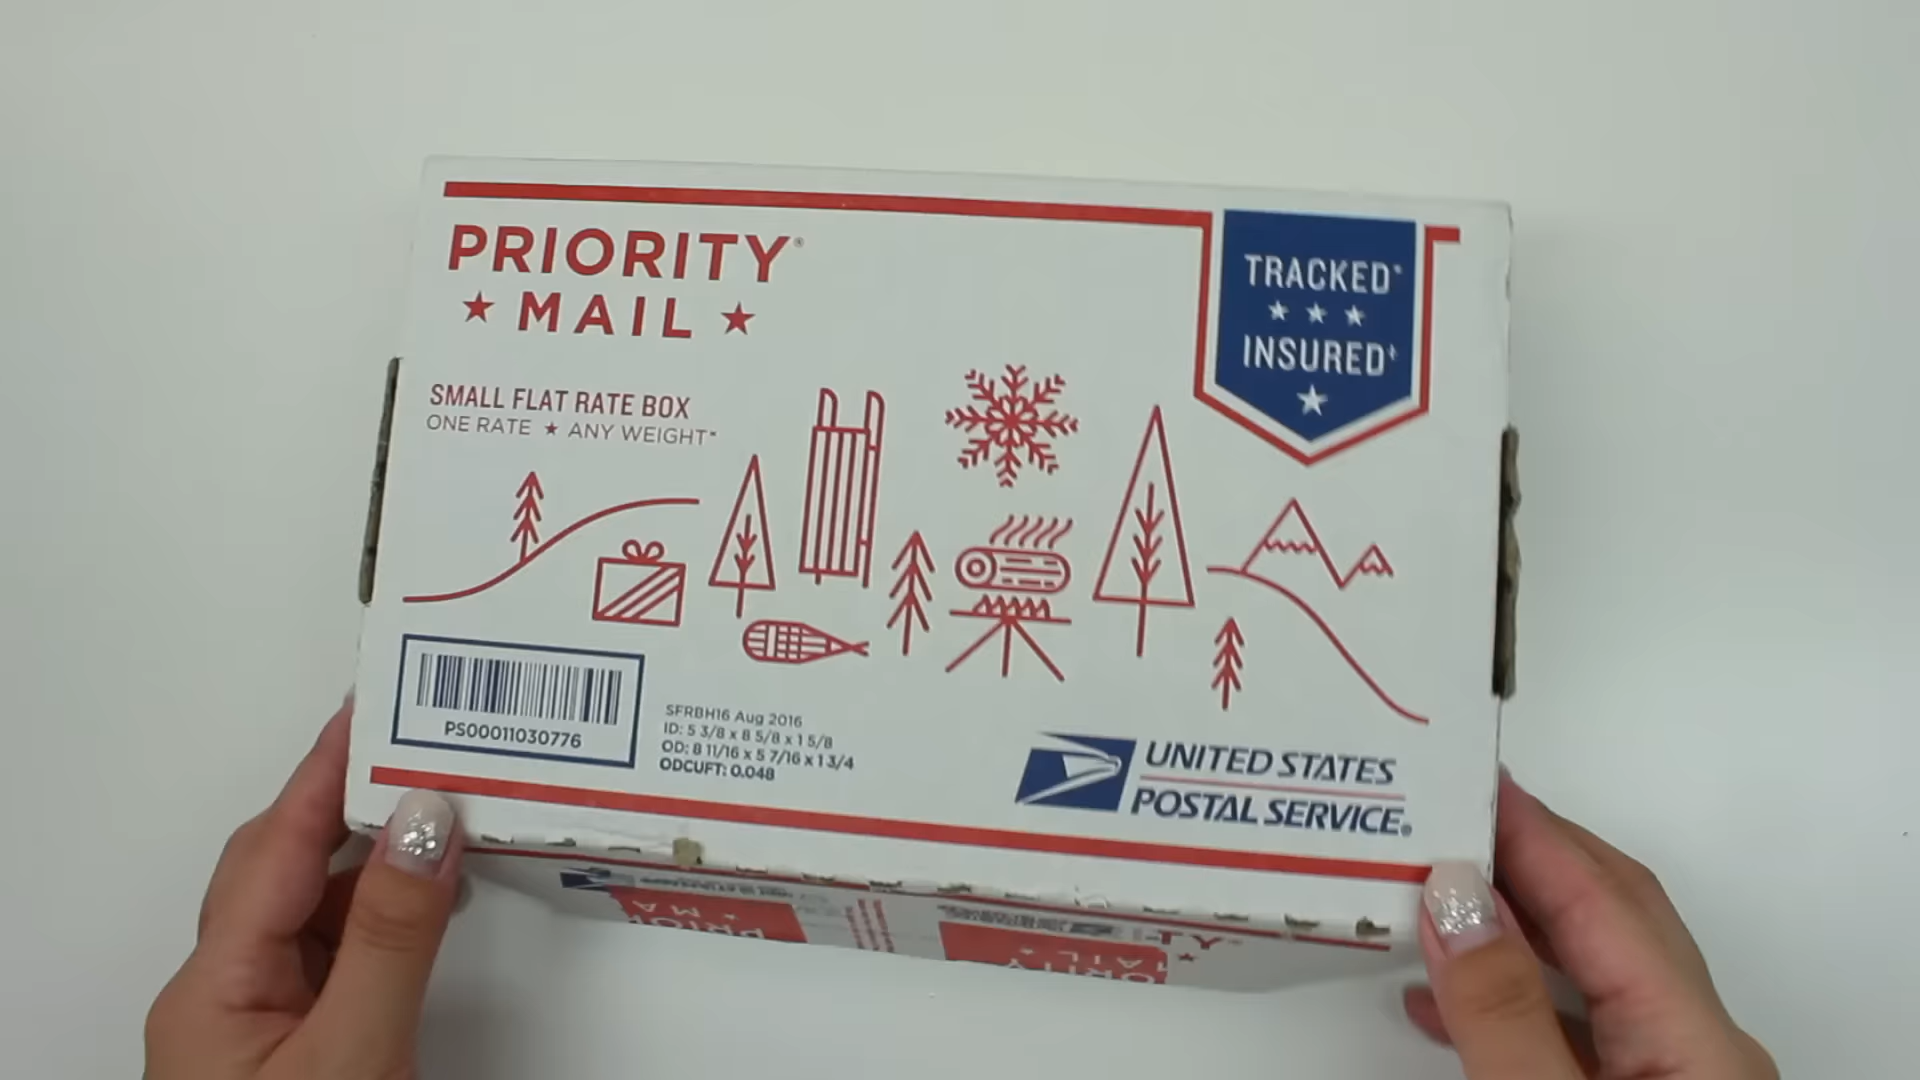 PRIORITY®
★ MAIL ★
TRACKED*
★ ★ ★
INSURED‡
★
SMALL FLAT RATE BOX
ONE RATE ★ ANY WEIGHT*
PS00011030776
SFRBH16 Aug 2016
ID: 5 3/8 x 8 5/8 x 1 5/8
OD: 8 11/16 x 5 7/16 x 1 3/4
ODCUFT: 0.048
UNITED STATES
POSTAL SERVICE®